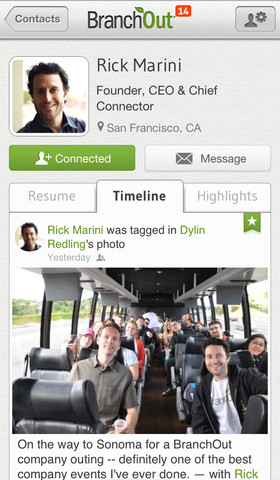 Contacts
BranchOut
14
Rick Marini
Founder, CEO & Chief
Connector
San Francisco, CA
Connected
Message
Resume
Timeline
Highlights
Rick Marini was tagged in Dylin
Redling's photo
Yesterday
On the way to Sonoma for a BranchOut
company outing -- definitely one of the best
company events I've ever done. — with Rick